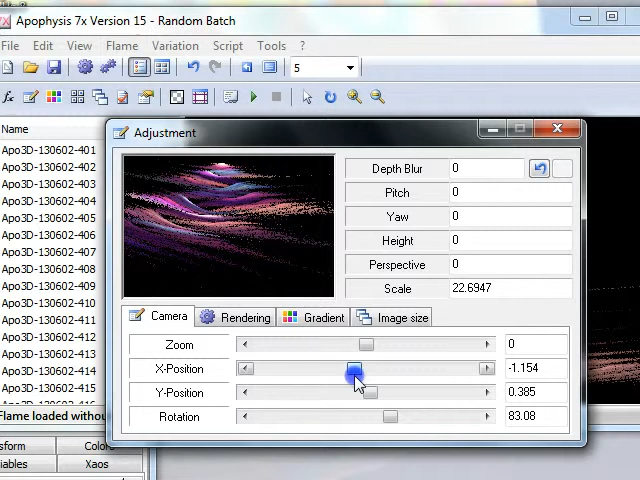 Apophysis 7x Version 15 - Random Batch
File Edit View Flame Variation Script Tools ?
5
Name
Apo3D-130602-401
Apo3D-130602-402
Apo3D-130602-403
Apo3D-130602-404
Apo3D-130602-405
Apo3D-130602-406
Apo3D-130602-407
Apo3D-130602-408
Apo3D-130602-409
Apo3D-130602-410
Apo3D-130602-411
Apo3D-130602-412
Apo3D-130602-413
Apo3D-130602-414
Apo3D-130602-415
Flame loaded withou
sform Color
iables Xaos
Adjustment
Depth Blur 0
Pitch 0
Yaw 0
Height 0
Perspective 0
Scale 22.6947
Camera Rendering Gradient Image size
Zoom 0
X-Position -1.154
Y-Position 0.385
Rotation 83.08